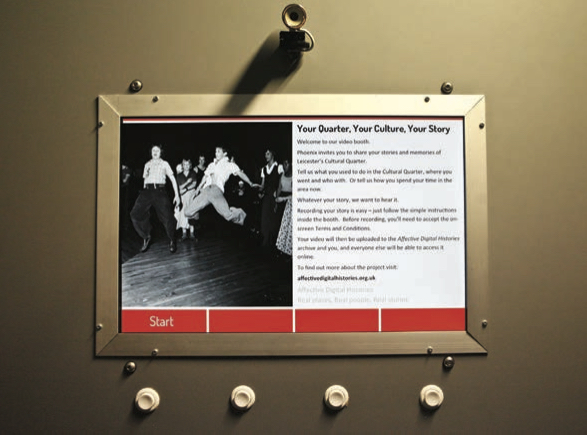 Your Quarter, Your Culture, Your Story
Welcome to our video booth.
Phoenix invites you to share your stories and memories of
Leicester's Cultural Quarter.
Tell us what you used to do in the Cultural Quarter, where you
went and who with. Or tell us how you spend your time in the
area now.
Whatever your story, we want to hear it.
Recording your story is easy – just follow the simple instructions
inside the booth. Before recording, you'll need to accept the on-
screen Terms and Conditions.
Your video will then be uploaded to the Affective Digital Histories
archive and you, and everyone else will be able to access it
online.
To find out more about the project visit:
affectivedigitalhistories.org.uk
Affective Digital Histories
Real places, Real people, Real stories
Start